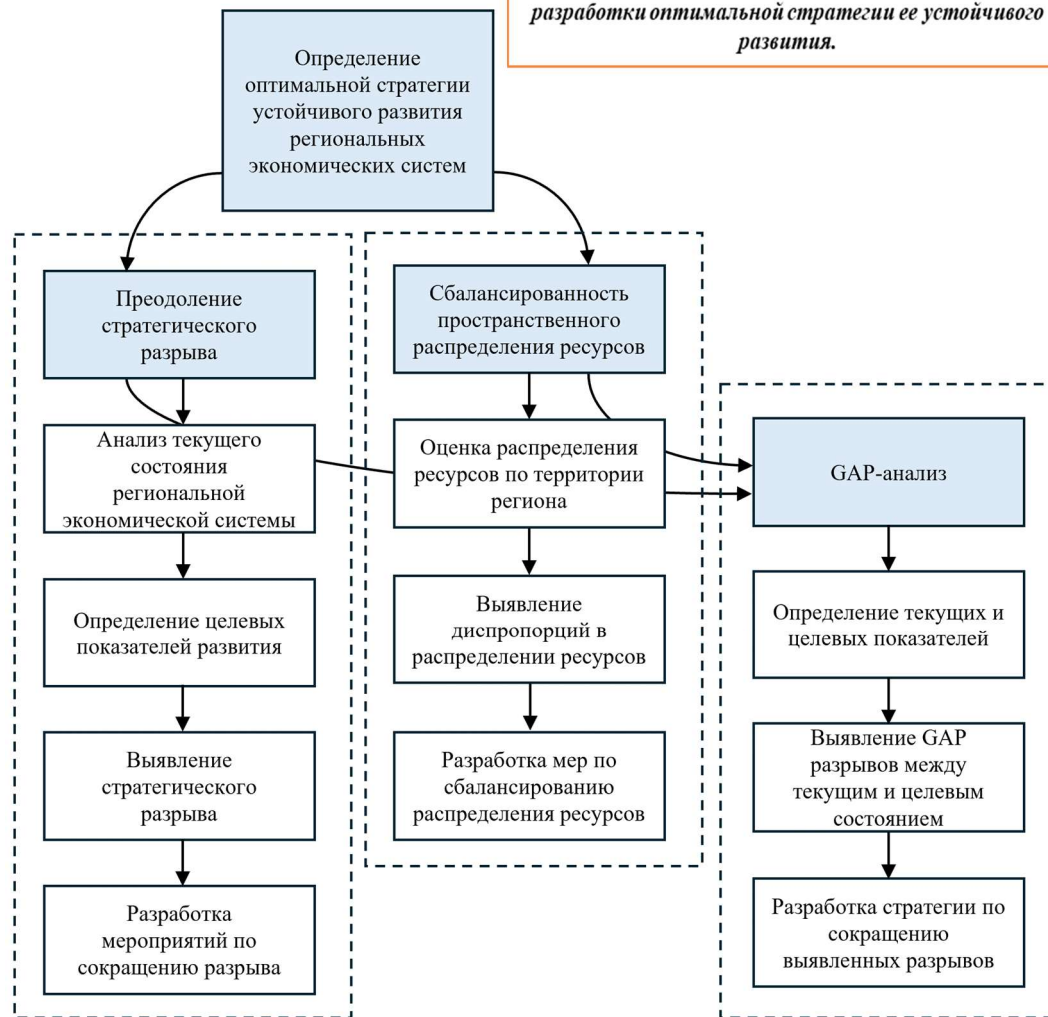 разработки оптимальной стратегии ее устойчивого
развития.
Определение
оптимальной стратегии
устойчивого развития
региональных
экономических систем
Преодоление
стратегического
разрыва
Анализ текущего
состояния
региональной
экономической системы
Определение целевых
показателей развития
Выявление
стратегического
разрыва
Разработка
мероприятий по
сокращению разрыва
Сбалансированность
пространственного
распределения ресурсов
Оценка распределения
ресурсов по территории
региона
Выявление
диспропорций в
распределении ресурсов
Разработка мер по
сбалансированию
распределения ресурсов
GAP-анализ
Определение текущих и
целевых показателей
Выявление GAP
разрывов между
текущим и целевым
состоянием
Разработка стратегии по
сокращению
выявленных разрывов